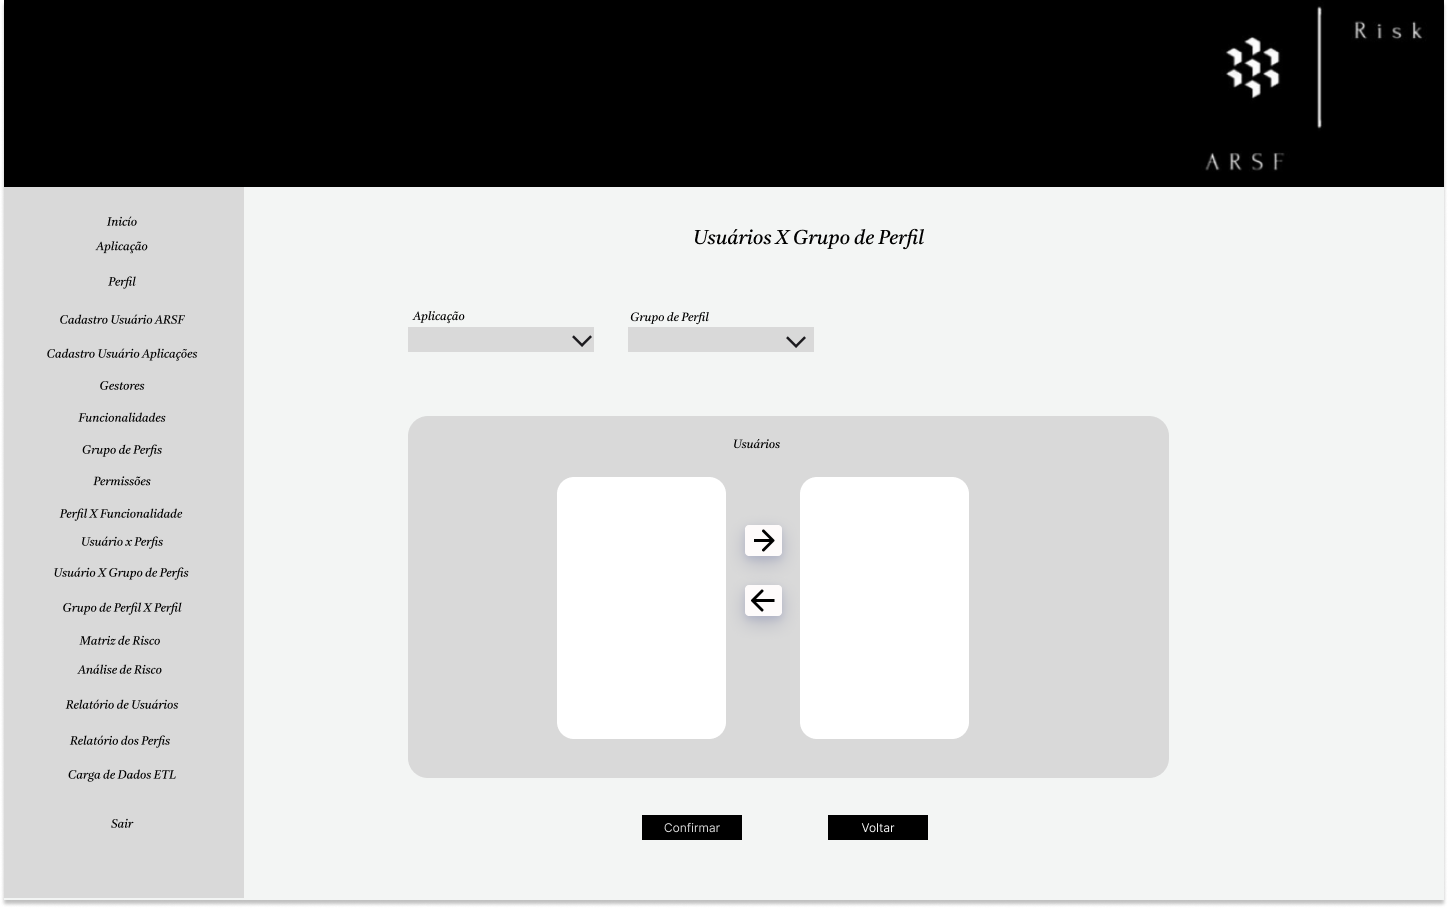 Risk
ARSF
Inicío
Aplicação
Perfil
Cadastro Usuário ARSF
Cadastro Usuário Aplicações
Gestores
Funcionalidades
Grupo de Perfis
Permissões
Perfil X Funcionalidade
Usuário x Perfis
Usuário X Grupo de Perfis
Grupo de Perfil X Perfil
Matriz de Risco
Análise de Risco
Relatório de Usuários
Relatório dos Perfis
Carga de Dados ETL
Sair
Usuários X Grupo de Perfil
Aplicação
Grupo de Perfil
Usuários
Confirmar
Voltar